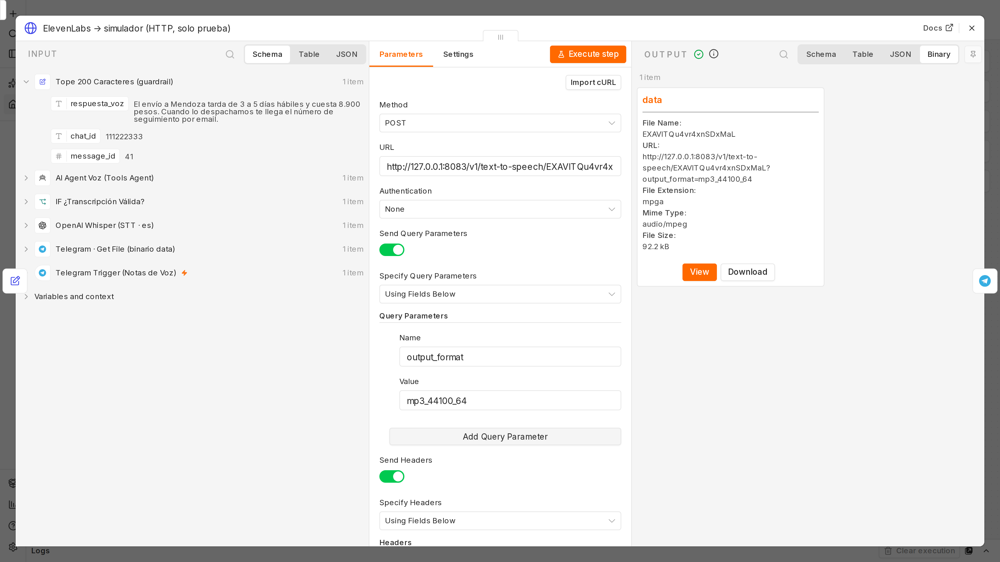 ElevenLabs → simulador (HTTP, solo prueba)
Docs
INPUT
Schema
Table
JSON
Tope 200 Caracteres (guardrail)
1 item
respuesta_voz
El envío a Mendoza tarda de 3 a 5 días hábiles y cuesta 8.900
pesos. Cuando lo despachamos te llega el número de
seguimiento por email.
chat_id
111222333
message_id
41
AI Agent Voz (Tools Agent)
1 item
IF ¿Transcripción Válida?
1 item
OpenAI Whisper (STT · es)
1 item
Telegram · Get File (binario data)
1 item
Telegram Trigger (Notas de Voz)
1 item
Variables and context
Parameters
Settings
Execute step
Import cURL
Method
POST
URL
http://127.0.0.1:8083/v1/text-to-speech/EXAVITQu4vr4x
Authentication
None
Send Query Parameters
Specify Query Parameters
Using Fields Below
Query Parameters
Name
output_format
Value
mp3_44100_64
Add Query Parameter
Send Headers
Specify Headers
Using Fields Below
Headers
OUTPUT
Schema
Table
JSON
Binary
1 item
data
File Name:
EXAVITQu4vr4xnSDxMaL
URL:
http://127.0.0.1:8083/v1/text-to-
speech/EXAVITQu4vr4xnSDxMaL?
output_format=mp3_44100_64
File Extension:
mpga
Mime Type:
audio/mpeg
File Size:
92.2 kB
View
Download
Logs
Clear execution